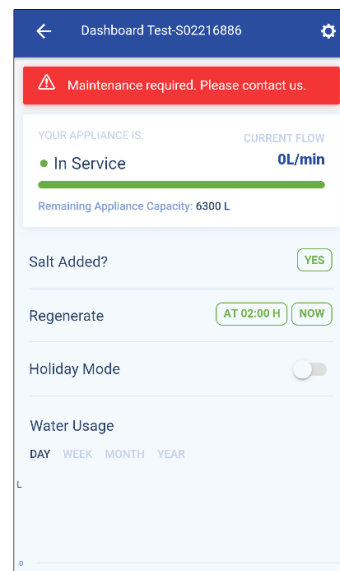 Dashboard Test-S02216886
Maintenance required. Please contact us.
YOUR APPLIANCE IS:
CURRENT FLOW
In Service
0L/min
Remaining Appliance Capacity: 6300 L
Salt Added?
YES
Regenerate
AT 02:00 H
NOW
Holiday Mode
Water Usage
DAY WEEK MONTH YEAR
L
0